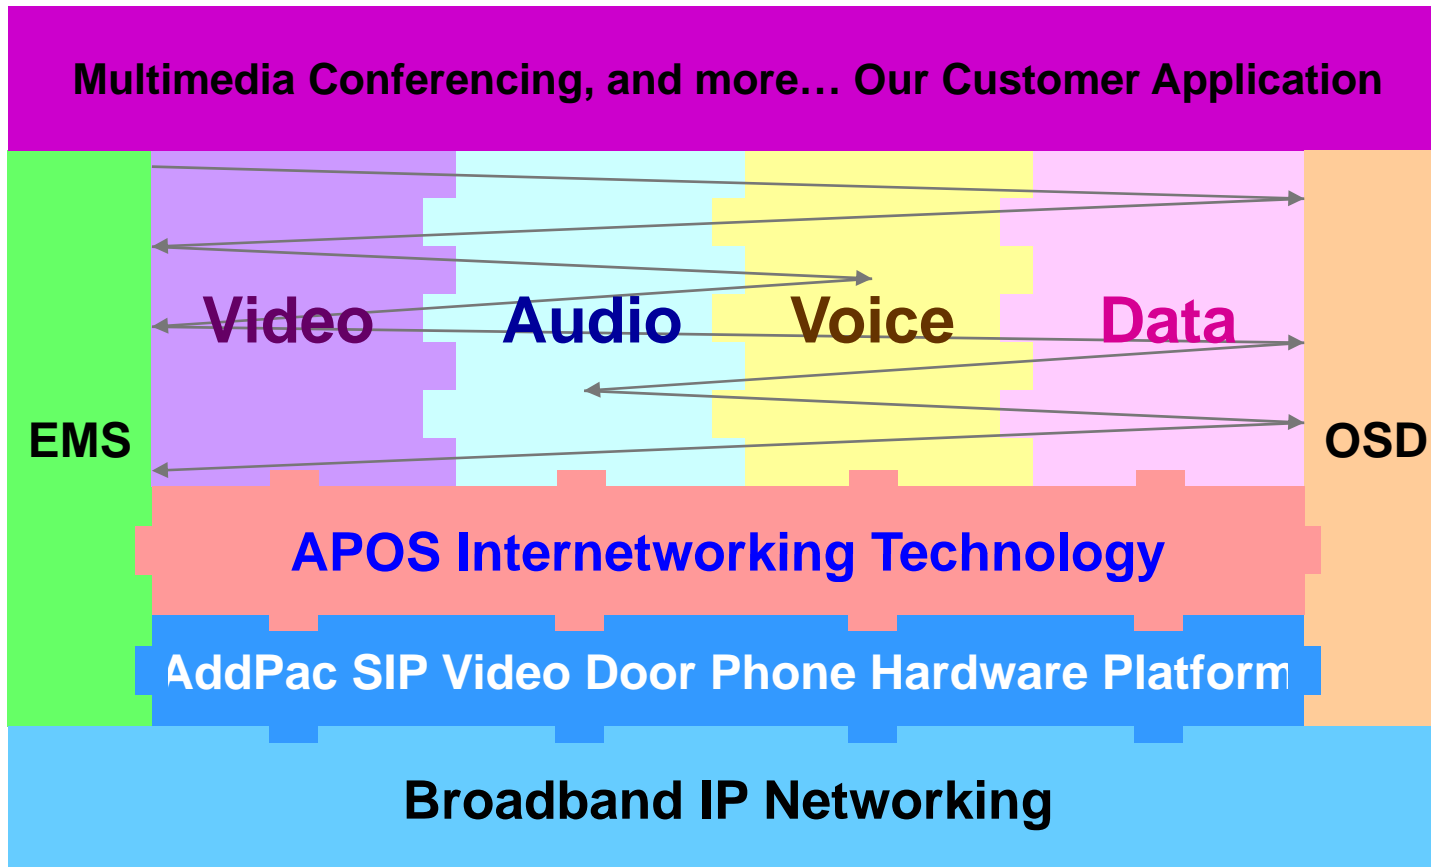 Multimedia Conferencing, and more… Our Customer Application
Video Audio Voice Data
EMS
OSD
APOS Internetworking Technology
AddPac SIP Video Door Phone Hardware Platform
Broadband IP Networking